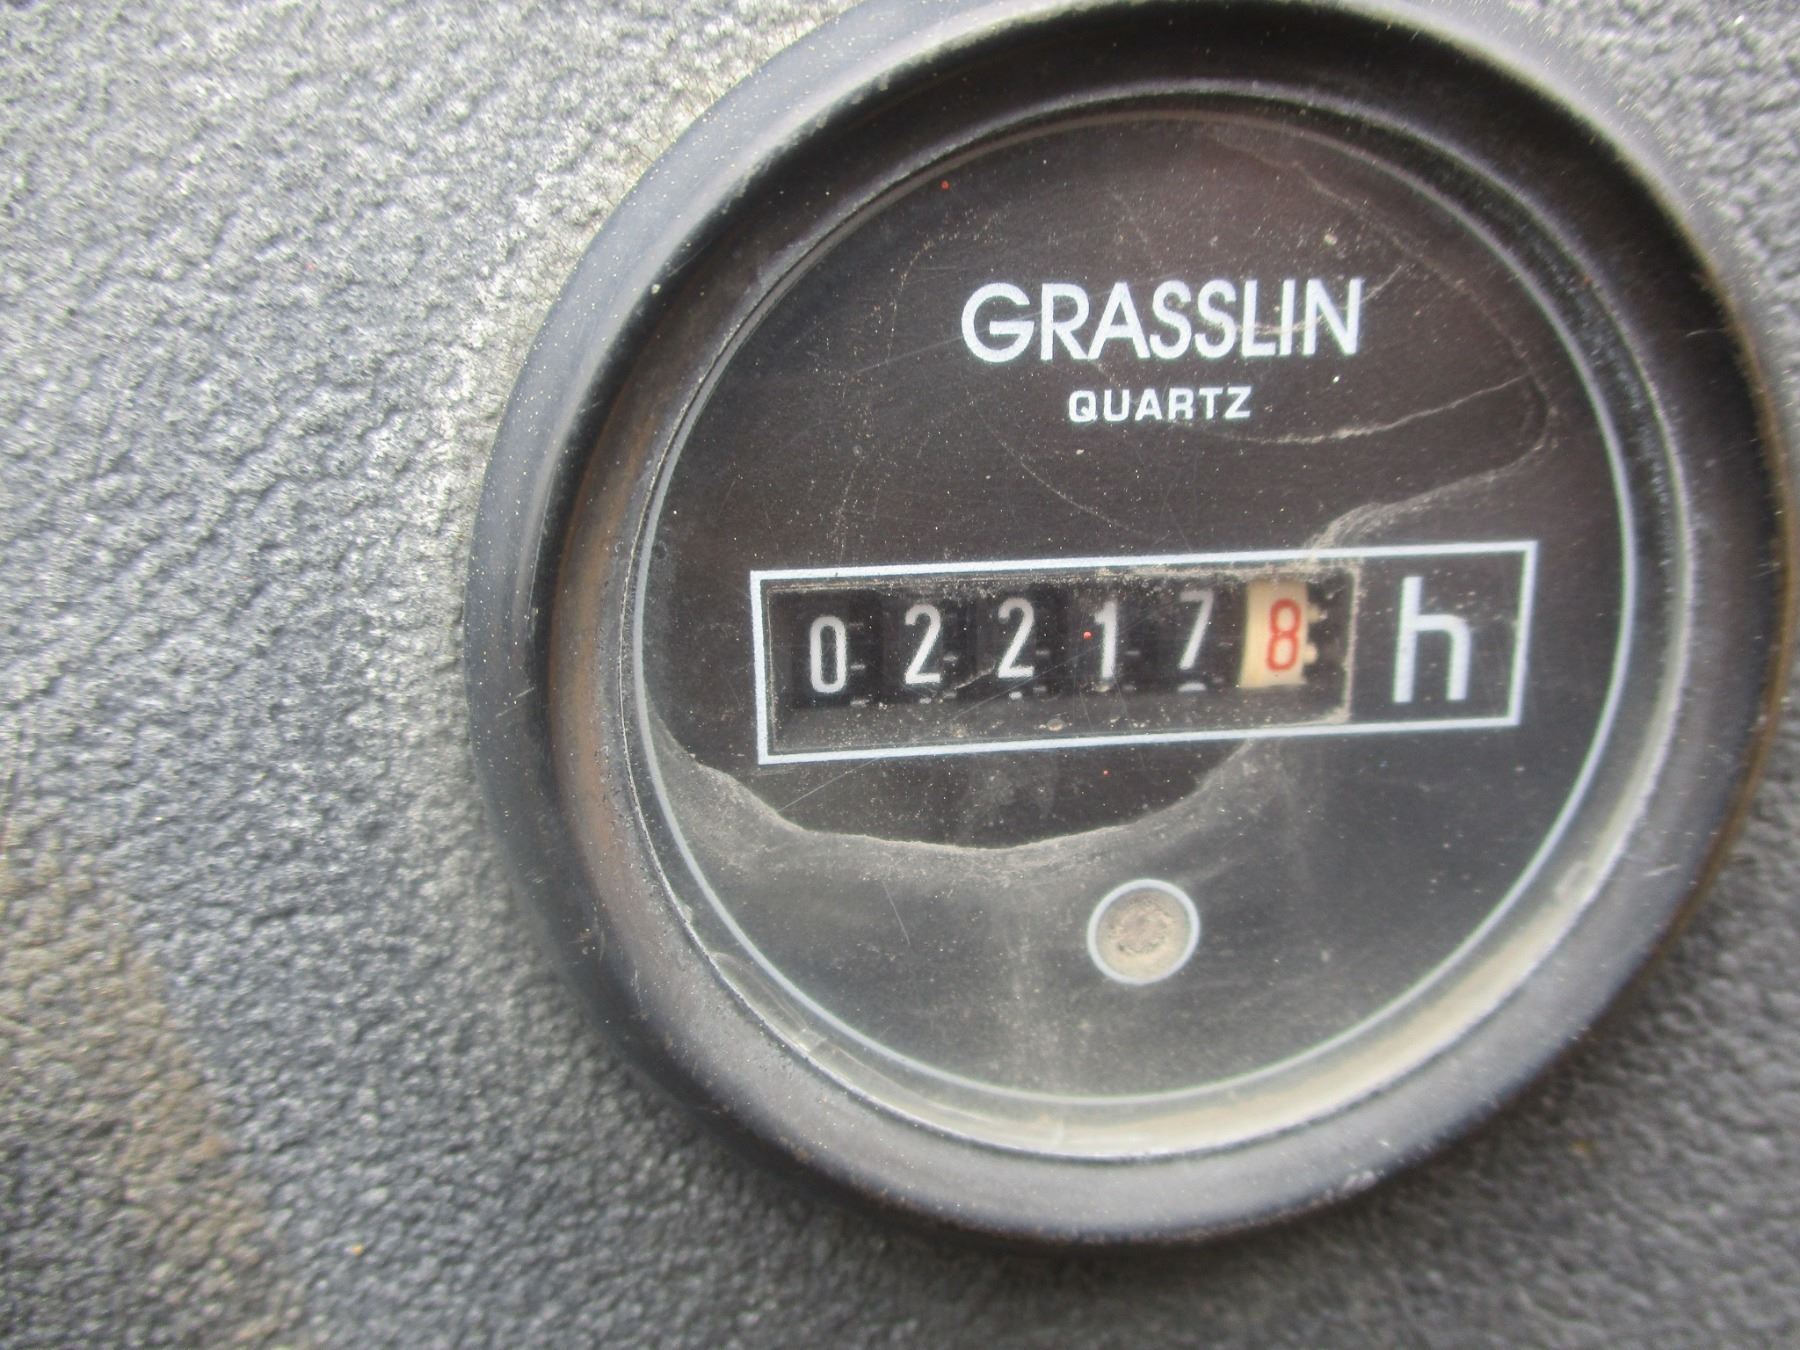 GRASSLIN
QUARTZ
022178 h